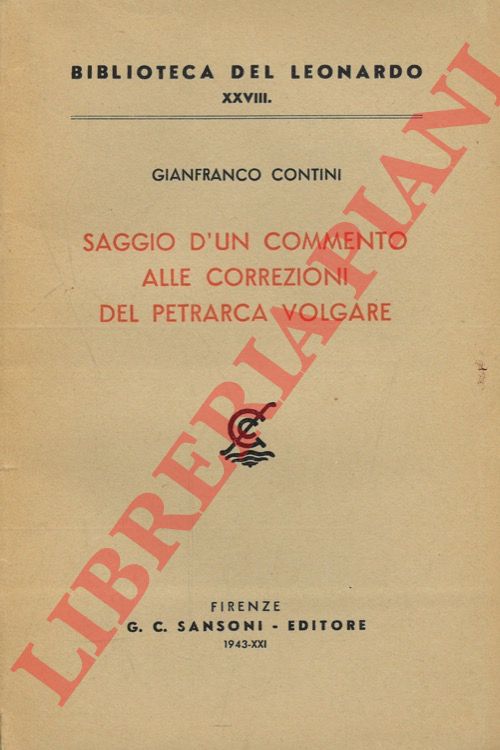 BIBLIOTECA DEL LEONARDO
XXVIII.
GIANFRANCO CONTINI
SAGGIO D'UN COMMENTO
ALLE CORREZIONI
DEL PETRARCA VOLGARE
FIRENZE
G. C. SANSONI - EDITORE
1943-XXI
LIBRERIA PIANI